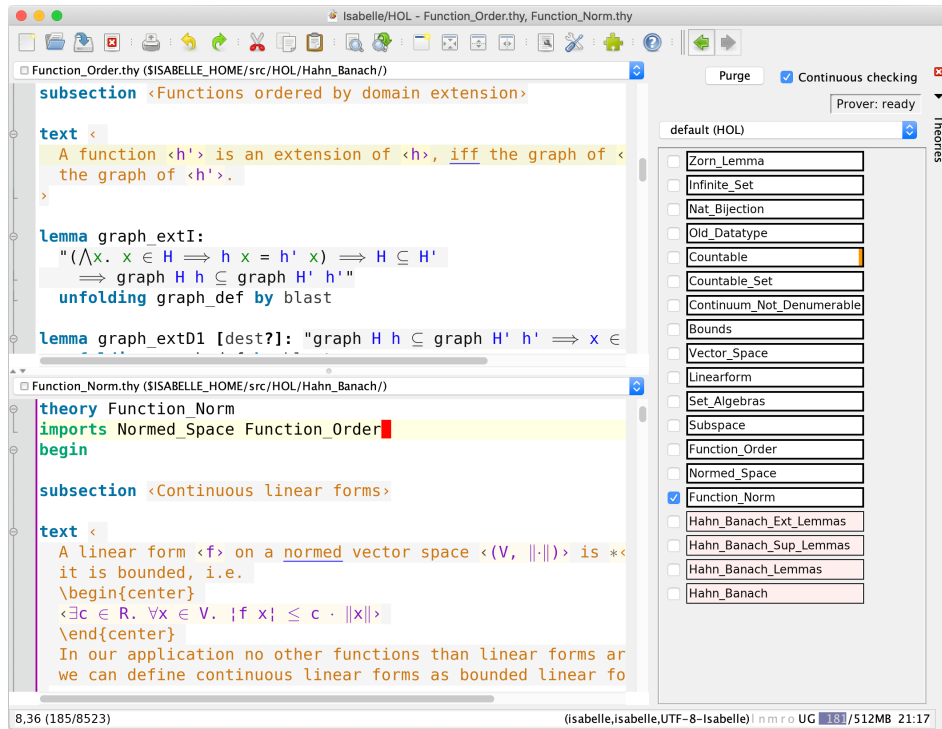 Isabelle/HOL - Function_Order.thy, Function_Norm.thy
Function_Order.thy ($ISABELLE_HOME/src/HOL/Hahn_Banach/)
subsection ‹Functions ordered by domain extension›
text ‹
A function ‹h'› is an extension of ‹h›, iff the graph of ‹
the graph of ‹h'›.
›
lemma graph_extI:
"(⋀x. x ∈ H ⟹ h x = h' x) ⟹ H ⊆ H'
⟹ graph H h ⊆ graph H' h'"
unfolding graph_def by blast
lemma graph_extD1 [dest?]: "graph H h ⊆ graph H' h' ⟹ x ∈
Function_Norm.thy ($ISABELLE_HOME/src/HOL/Hahn_Banach/)
theory Function_Norm
imports Normed_Space Function_Order
begin
subsection ‹Continuous linear forms›
text ‹
A linear form ‹f› on a normed vector space ‹(V, ∥·∥)› is *‹
it is bounded, i.e.
\begin{center}
‹∃c ∈ R. ∀x ∈ V. ¦f x¦ ≤ c · ∥x∥›
\end{center}
In our application no other functions than linear forms ar
we can define continuous linear forms as bounded linear fo
Purge
Continuous checking
Prover: ready
default (HOL)
Zorn_Lemma
Infinite_Set
Nat_Bijection
Old_Datatype
Countable
Countable_Set
Continuum_Not_Denumerable
Bounds
Vector_Space
Linearform
Set_Algebras
Subspace
Function_Order
Normed_Space
Function_Norm
Hahn_Banach_Ext_Lemmas
Hahn_Banach_Sup_Lemmas
Hahn_Banach_Lemmas
Hahn_Banach
Theories
8,36 (185/8523)
(isabelle,isabelle,UTF-8-Isabelle) n m r o UG 181/512MB 21:17